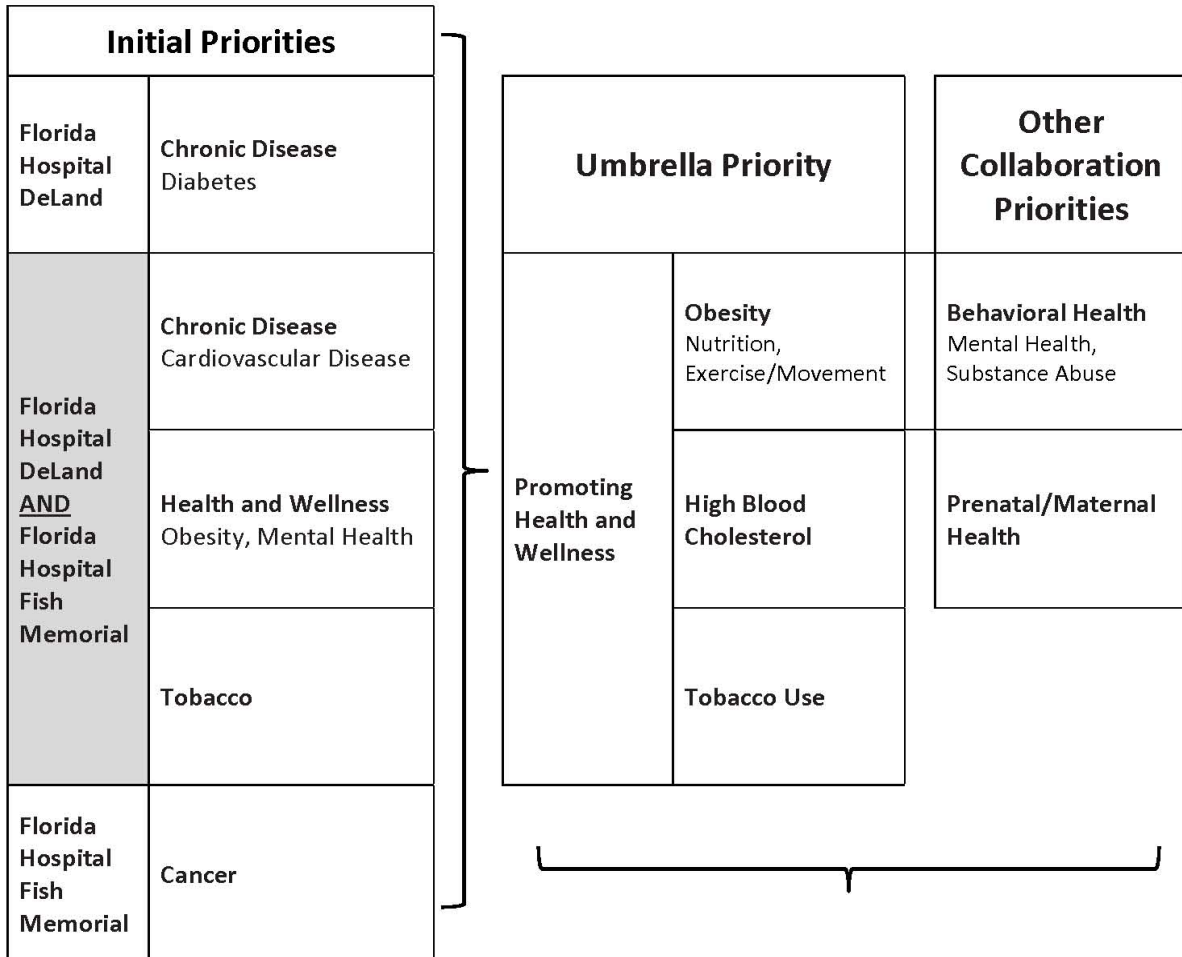 Initial Priorities
Florida
Hospital
DeLand
Chronic Disease
Diabetes
Florida
Hospital
DeLand
AND
Florida
Hospital
Fish
Memorial
Chronic Disease
Cardiovascular Disease
Health and Wellness
Obesity, Mental Health
Tobacco
Florida
Hospital
Fish
Memorial
Cancer
Umbrella Priority
Promoting
Health and
Wellness
Obesity
Nutrition,
Exercise/Movement
High Blood
Cholesterol
Tobacco Use
Other
Collaboration
Priorities
Behavioral Health
Mental Health,
Substance Abuse
Prenatal/Maternal
Health